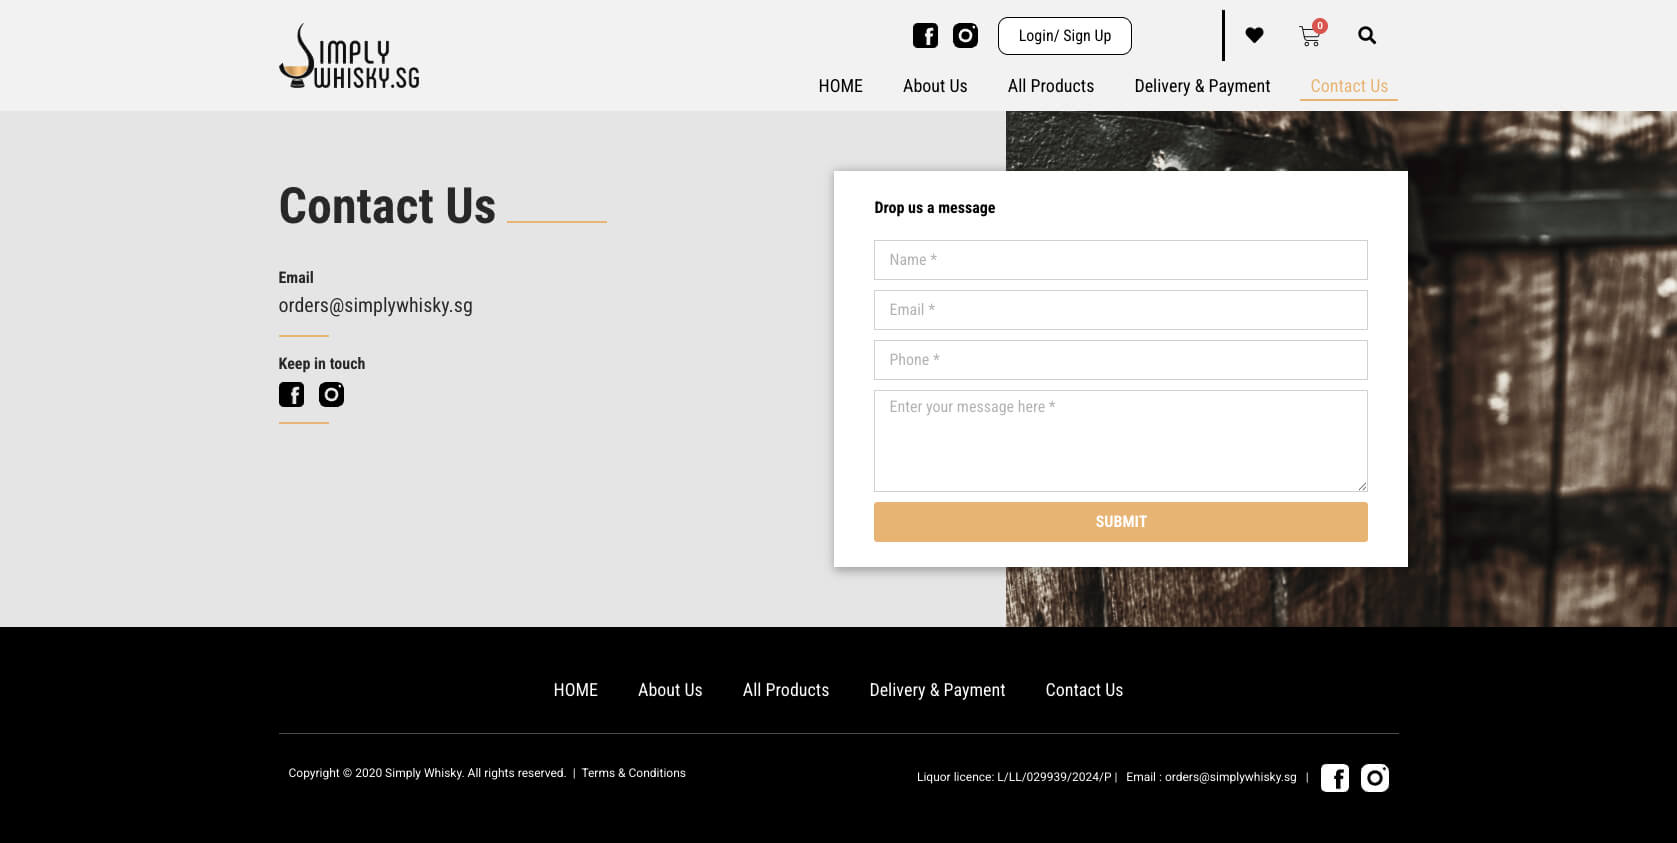 SIMPLY
WHISKY.SG
Login/ Sign Up
0
HOME
About Us
All Products
Delivery & Payment
Contact Us
Contact Us
Email
orders@simplywhisky.sg
Keep in touch
Drop us a message
Name *
Email *
Phone *
Enter your message here *
SUBMIT
HOME
About Us
All Products
Delivery & Payment
Contact Us
Copyright © 2020 Simply Whisky. All rights reserved. | Terms & Conditions
Liquor licence: L/LL/029939/2024/P | Email : orders@simplywhisky.sg |